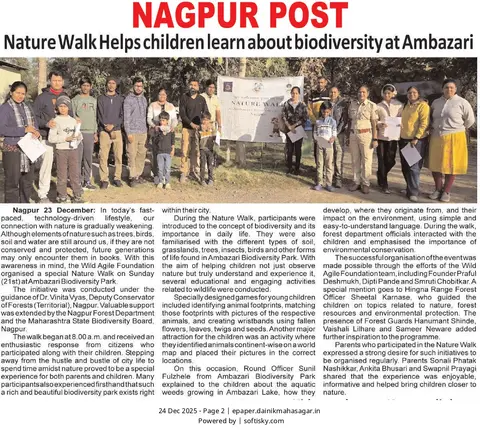 NAGPUR POST
Nature Walk Helps children learn about biodiversity at Ambazari
NATURE WALK
Nagpur 23 December: In today's fast-
paced, technology-driven lifestyle, our
connection with nature is gradually weakening.
Although elements of nature such as trees, birds,
soil and water are still around us, if they are not
conserved and protected, future generations
may only encounter them in books. With this
awareness in mind, the Wild Agile Foundation
organised a special Nature Walk on Sunday
(21st) at Ambazari Biodiversity Park.
The initiative was conducted under the
guidance of Dr. Vinita Vyas, Deputy Conservator
of Forests (Territorial), Nagpur. Valuable support
was extended by the Nagpur Forest Department
and the Maharashtra State Biodiversity Board,
Nagpur.
The walk began at 8.00 a.m. and received an
enthusiastic response from citizens who
participated along with their children. Stepping
away from the hustle and bustle of city life to
spend time amidst nature proved to be a special
experience for both parents and children. Many
participants also experienced firsthand that such
a rich and beautiful biodiversity park exists right
within their city.
During the Nature Walk, participants were
introduced to the concept of biodiversity and its
importance in daily life. They were also
familiarised with the different types of soil,
grasslands, trees, insects, birds and other forms
of life found in Ambazari Biodiversity Park. With
the aim of helping children not just observe
nature but truly understand and experience it,
several educational and engaging activities
related to wildlife were conducted.
Specially designed games for young children
included identifying animal footprints, matching
those footprints with pictures of the respective
animals, and creating wristbands using fallen
flowers, leaves, twigs and seeds. Another major
attraction for the children was an activity where
they identified animals continent-wise on a world
map and placed their pictures in the correct
locations.
On this occasion, Round Officer Sunil
Fulzhele from Ambazari Biodiversity Park
explained to the children about the aquatic
weeds growing in Ambazari Lake, how they
develop, where they originate from, and their
impact on the environment, using simple and
easy-to-understand language. During the walk,
forest department officials interacted with the
children and emphasised the importance of
environmental conservation.
The successful organisation of the event was
made possible through the efforts of the Wild
Agile Foundation team, including Founder Praful
Deshmukh, Dipti Pande and Smruti Chobitkar. A
special mention goes to Hingna Range Forest
Officer Sheetal Karnase, who guided the
children on topics related to nature, forest
resources and environmental protection. The
presence of Forest Guards Hanumant Shinde,
Vaishali Lilhare and Sameer Neware added
further inspiration to the programme.
Parents who participated in the Nature Walk
expressed a strong desire for such initiatives to
be organised regularly. Parents Sonali Phatak
Nashikkar, Ankita Bhusari and Swapnil Prayagi
shared that the experience was enjoyable,
informative and helped bring children closer to
nature.
24 Dec 2025 - Page 2 | epaper.dainikmahasagar.in
Powered by | softisky.com